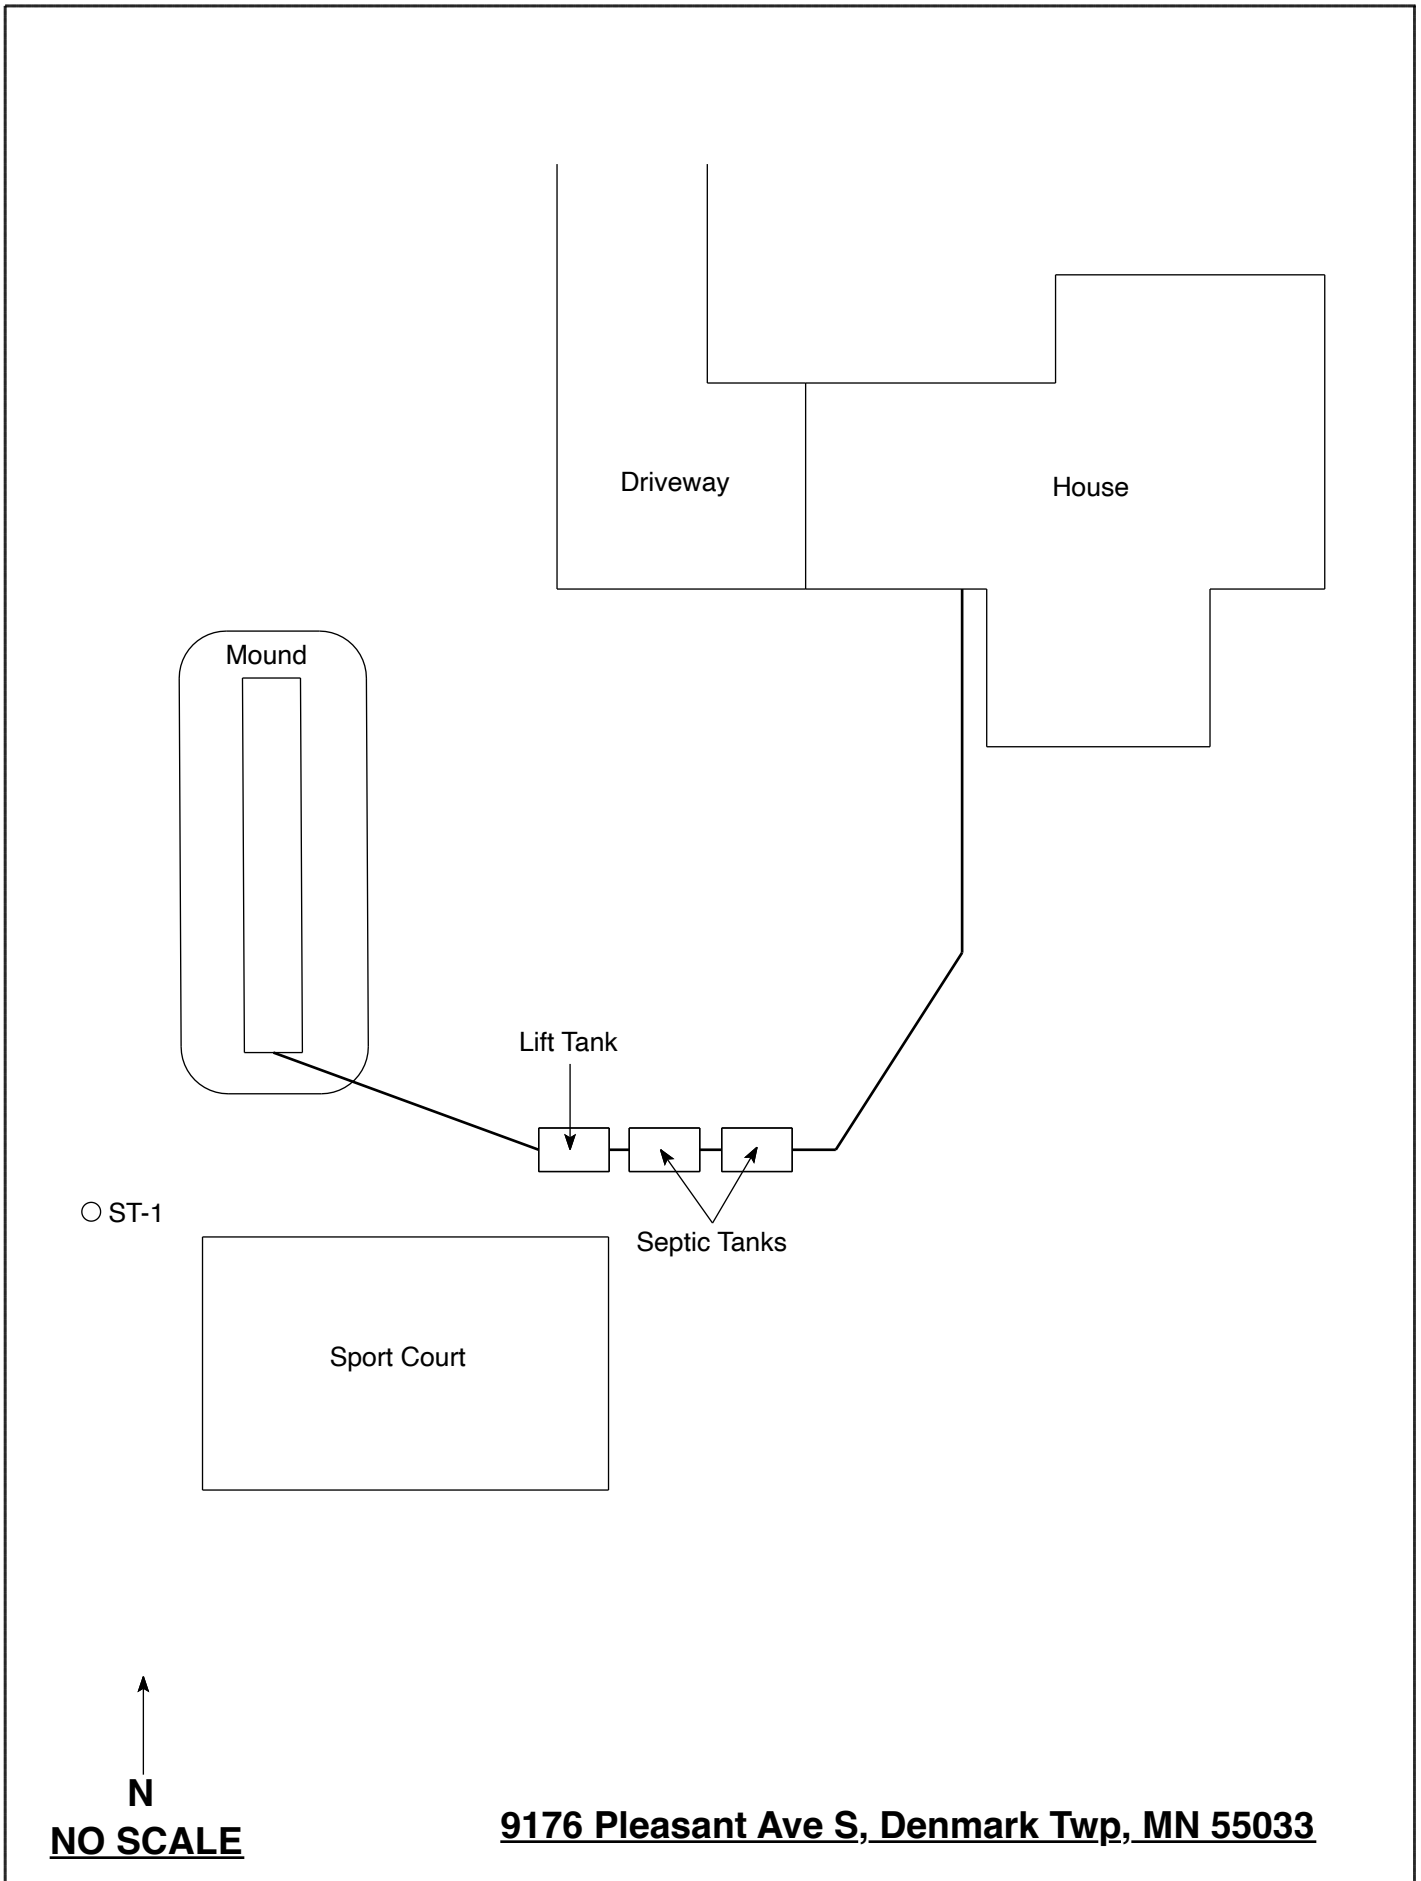 Driveway
House
Mound
Lift Tank
ST-1
Septic Tanks
Sport Court
N
NO SCALE
9176 Pleasant Ave S, Denmark Twp, MN 55033